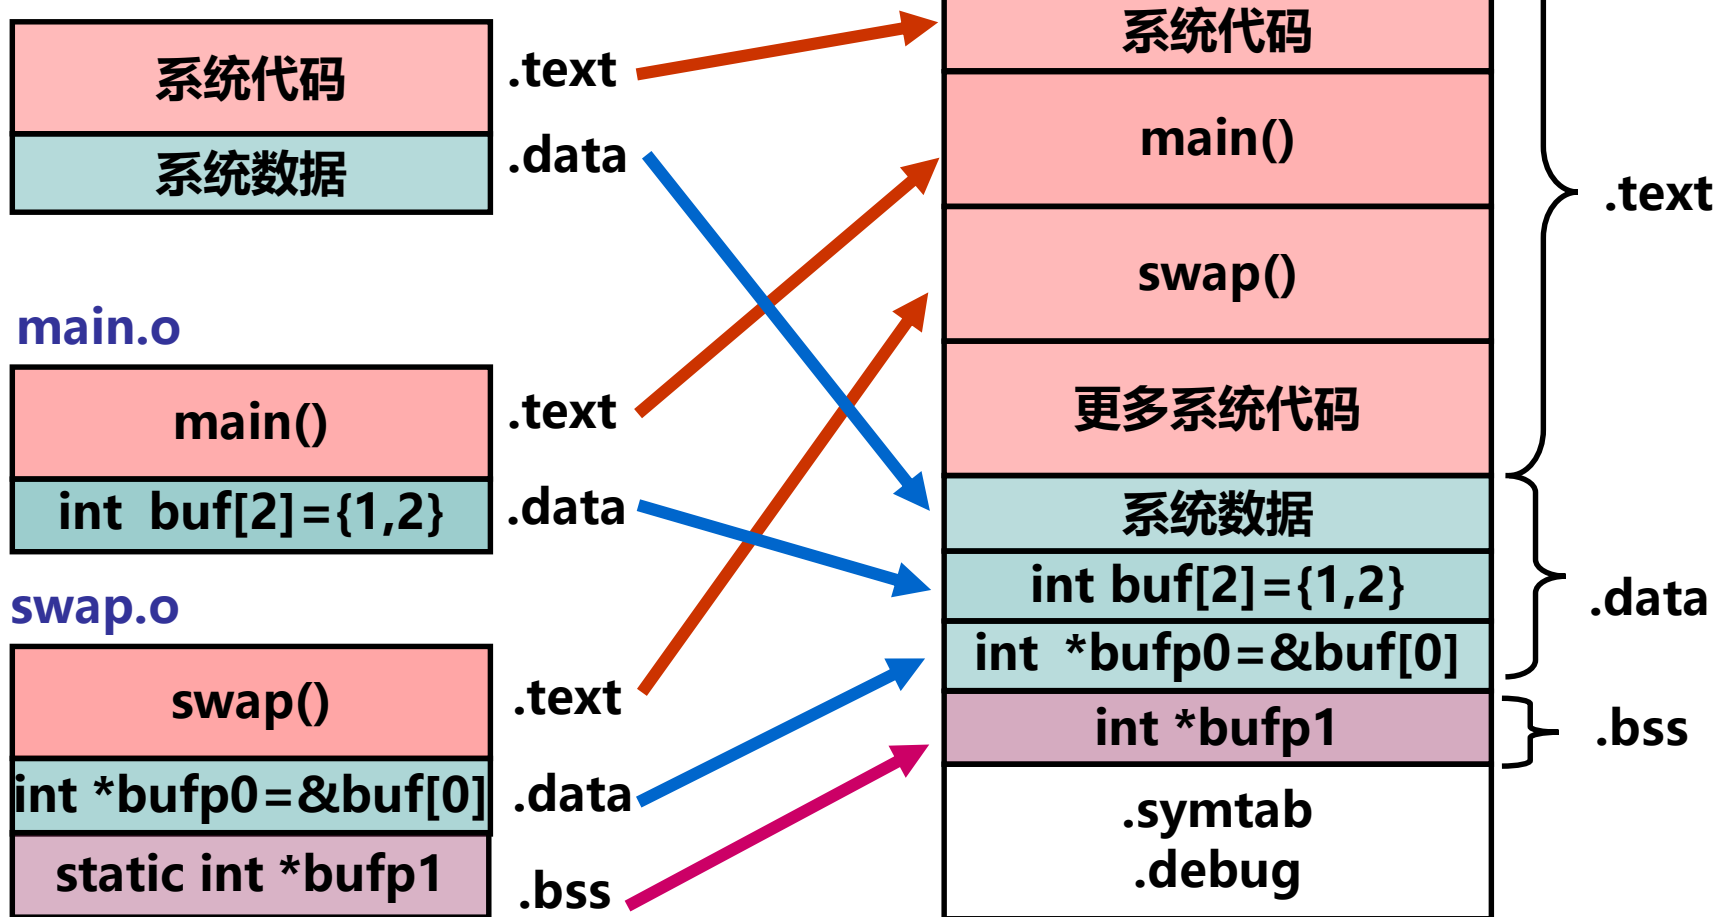 系统代码
.text
系统数据
.data
main.o
main()
.text
int  buf[2]={1,2}
.data
swap.o
swap()
.text
int *bufp0=&buf[0]
.data
static int *bufp1
.bss
系统代码
main()
swap()
更多系统代码
.text
系统数据
int buf[2]={1,2}
int  *bufp0=&buf[0]
.data
int *bufp1
.bss
.symtab
.debug